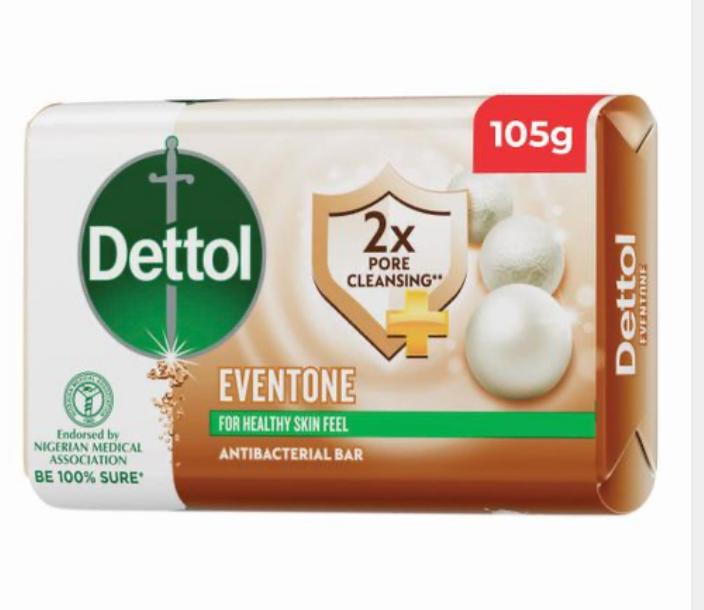 105g
Dettol
2x
PORE
CLEANSING**
EVENTONE
FOR HEALTHY SKIN FEEL
ANTIBACTERIAL BAR
Endorsed by
NIGERIAN MEDICAL
ASSOCIATION
BE 100% SURE*
Dettol
EVENTONE